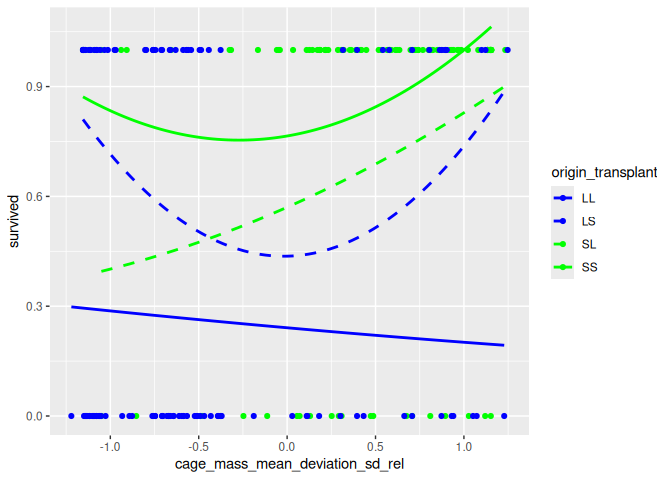 survived
0.9
0.6
0.3
0.0
-1.0
-0.5
0.0
0.5
1.0
cage_mass_mean_deviation_sd_rel
origin_transplant
LL
LS
SL
SS